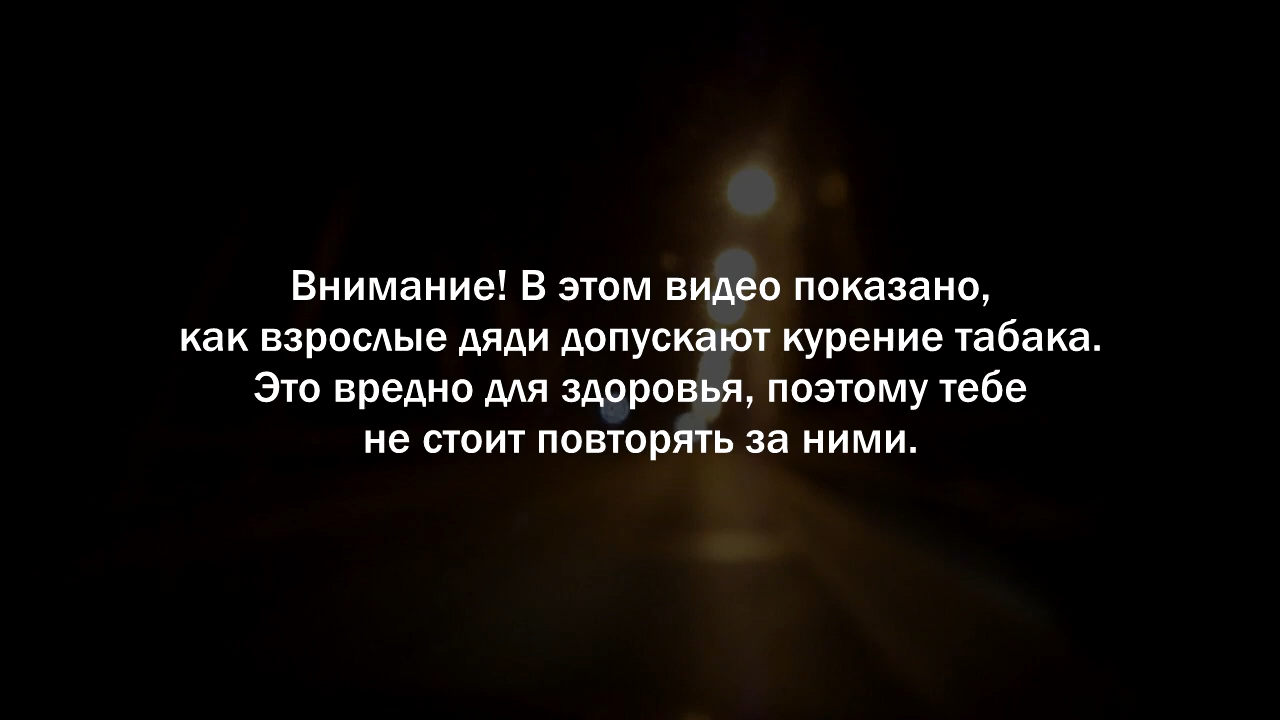 Внимание! В этом видео показано,
как взрослые дяди допускают курение табака.
Это вредно для здоровья, поэтому тебе
не стоит повторять за ними.